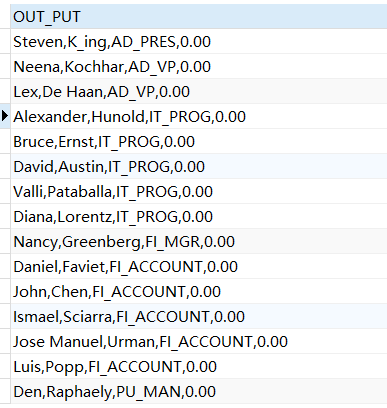 OUT_PUT
Steven,K_ing,AD_PRES,0.00
Neena,Kochhar,AD_VP,0.00
Lex,De Haan,AD_VP,0.00
Alexander,Hunold,IT_PROG,0.00
Bruce,Ernst,IT_PROG,0.00
David,Austin,IT_PROG,0.00
Valli,Pataballa,IT_PROG,0.00
Diana,Lorentz,IT_PROG,0.00
Nancy,Greenberg,FI_MGR,0.00
Daniel,Faviet,FI_ACCOUNT,0.00
John,Chen,FI_ACCOUNT,0.00
Ismael,Sciarra,FI_ACCOUNT,0.00
Jose Manuel,Urman,FI_ACCOUNT,0.00
Luis,Popp,FI_ACCOUNT,0.00
Den,Raphaely,PU_MAN,0.00